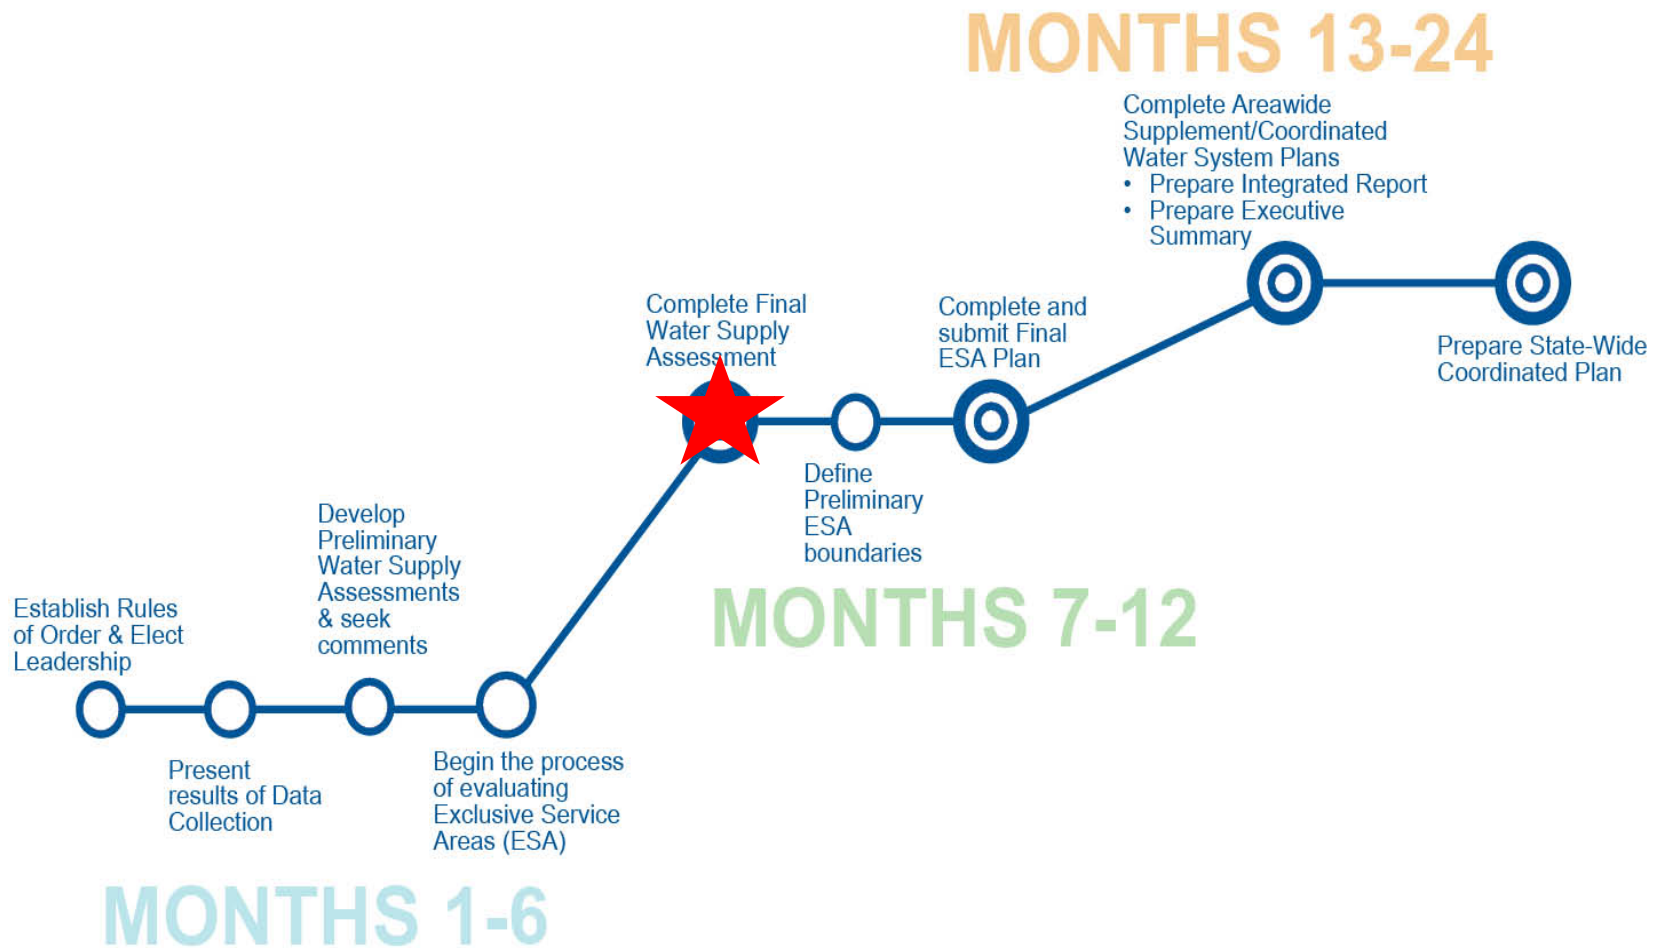 MONTHS 13-24
Complete Areawide
Supplement/Coordinated
Water System Plans
• Prepare Integrated Report
• Prepare Executive
Summary
Complete Final
Water Supply
Assessment
Complete and
submit Final
ESA Plan
Prepare State-Wide
Coordinated Plan
Define
Preliminary
ESA
boundaries
MONTHS 7-12
Develop
Preliminary
Water Supply
Assessments
& seek
comments
Establish Rules
of Order & Elect
Leadership
Present
results of Data
Collection
Begin the process
of evaluating
Exclusive Service
Areas (ESA)
MONTHS 1-6